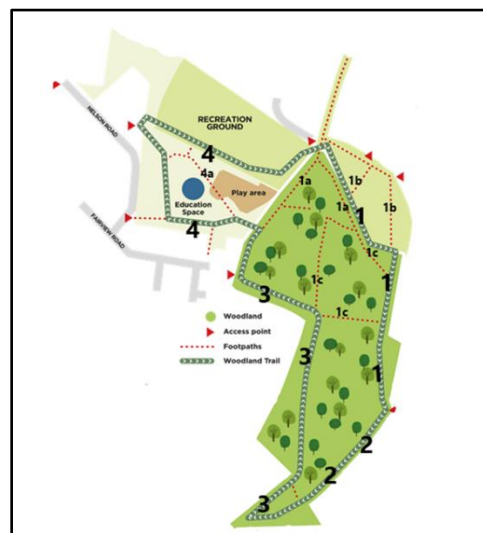 RECREATION
GROUND
NELSON ROAD
4
4a
Play area
Education
Space
4
FAIRVIEW ROAD
1a
1b
1a
1
1b
1c
1c
1
3
1c
3
1
2
2
3
Woodland
Access point
Footpaths
Woodland Trail